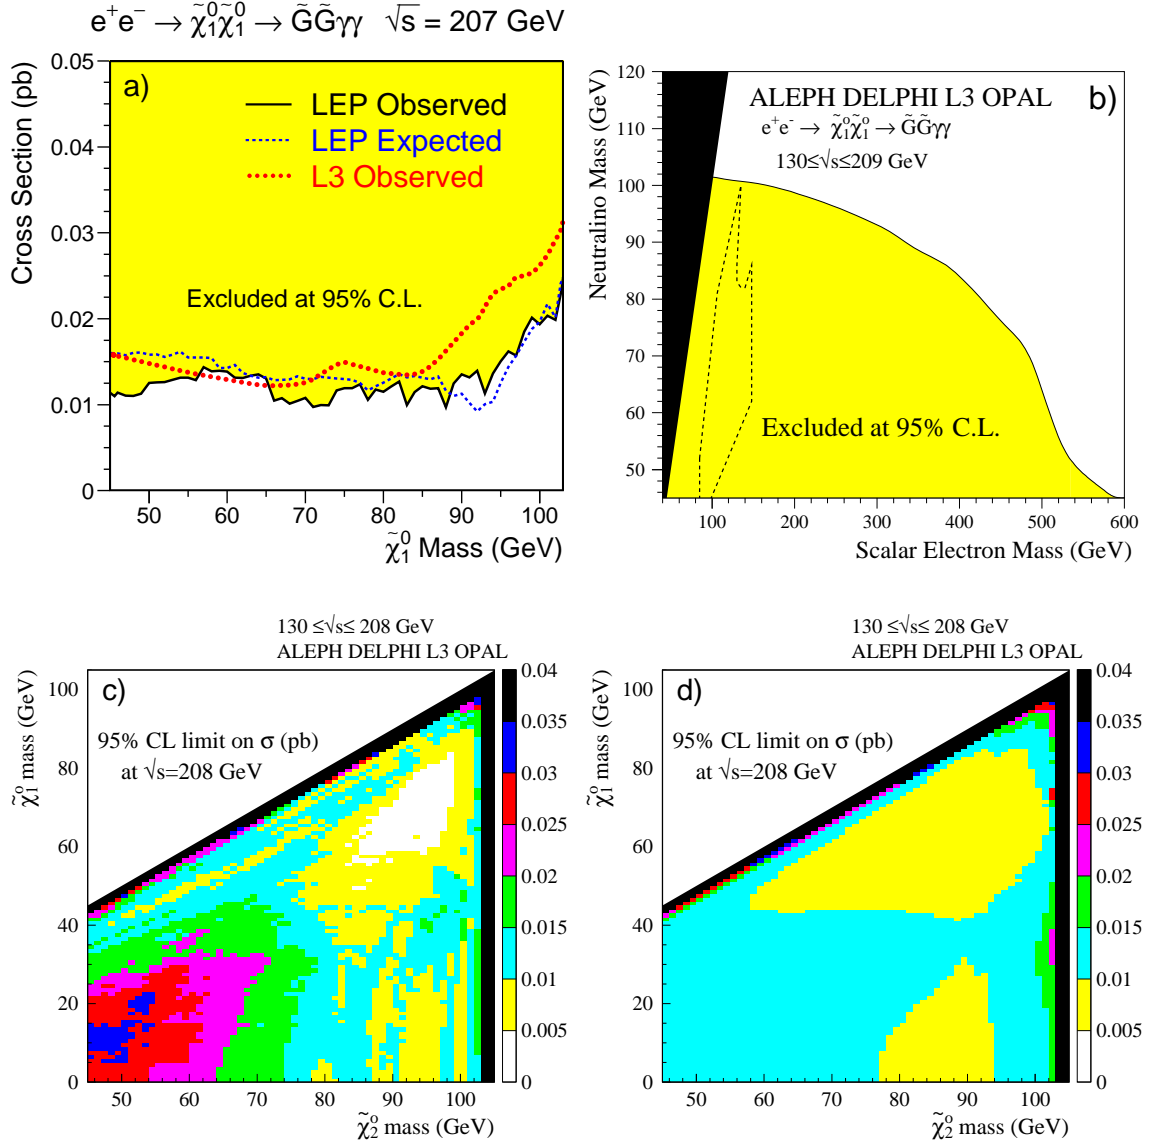 e⁺e⁻ → χ̃₁⁰χ̃₁⁰ → G̃G̃γγ √s = 207 GeV
a)
Cross Section (pb)
0.05
0.04
0.03
0.02
0.01
0
LEP Observed
LEP Expected
L3 Observed
Excluded at 95% C.L.
50 60 70 80 90 100
χ̃₁⁰ Mass (GeV)
b)
Neutralino Mass (GeV)
120
110
100
90
80
70
60
50
ALEPH DELPHI L3 OPAL
e⁺e⁻→ χ̃₁ᵒχ̃₁ᵒ → G̃G̃γγ
130≤√s≤209 GeV
Excluded at 95% C.L.
100 200 300 400 500 600
Scalar Electron Mass (GeV)
130 ≤√s≤ 208 GeV
ALEPH DELPHI L3 OPAL
c)
χ̃₁ᵒ mass (GeV)
100
80
60
40
20
0
95% CL limit on σ (pb)
at √s=208 GeV
50 60 70 80 90 100
χ̃₂ᵒ mass (GeV)
0.04
0.035
0.03
0.025
0.02
0.015
0.01
0.005
0
130 ≤√s≤ 208 GeV
ALEPH DELPHI L3 OPAL
d)
χ̃₁ᵒ mass (GeV)
100
80
60
40
20
0
95% CL limit on σ (pb)
at √s=208 GeV
50 60 70 80 90 100
χ̃₂ᵒ mass (GeV)
0.04
0.035
0.03
0.025
0.02
0.015
0.01
0.005
0